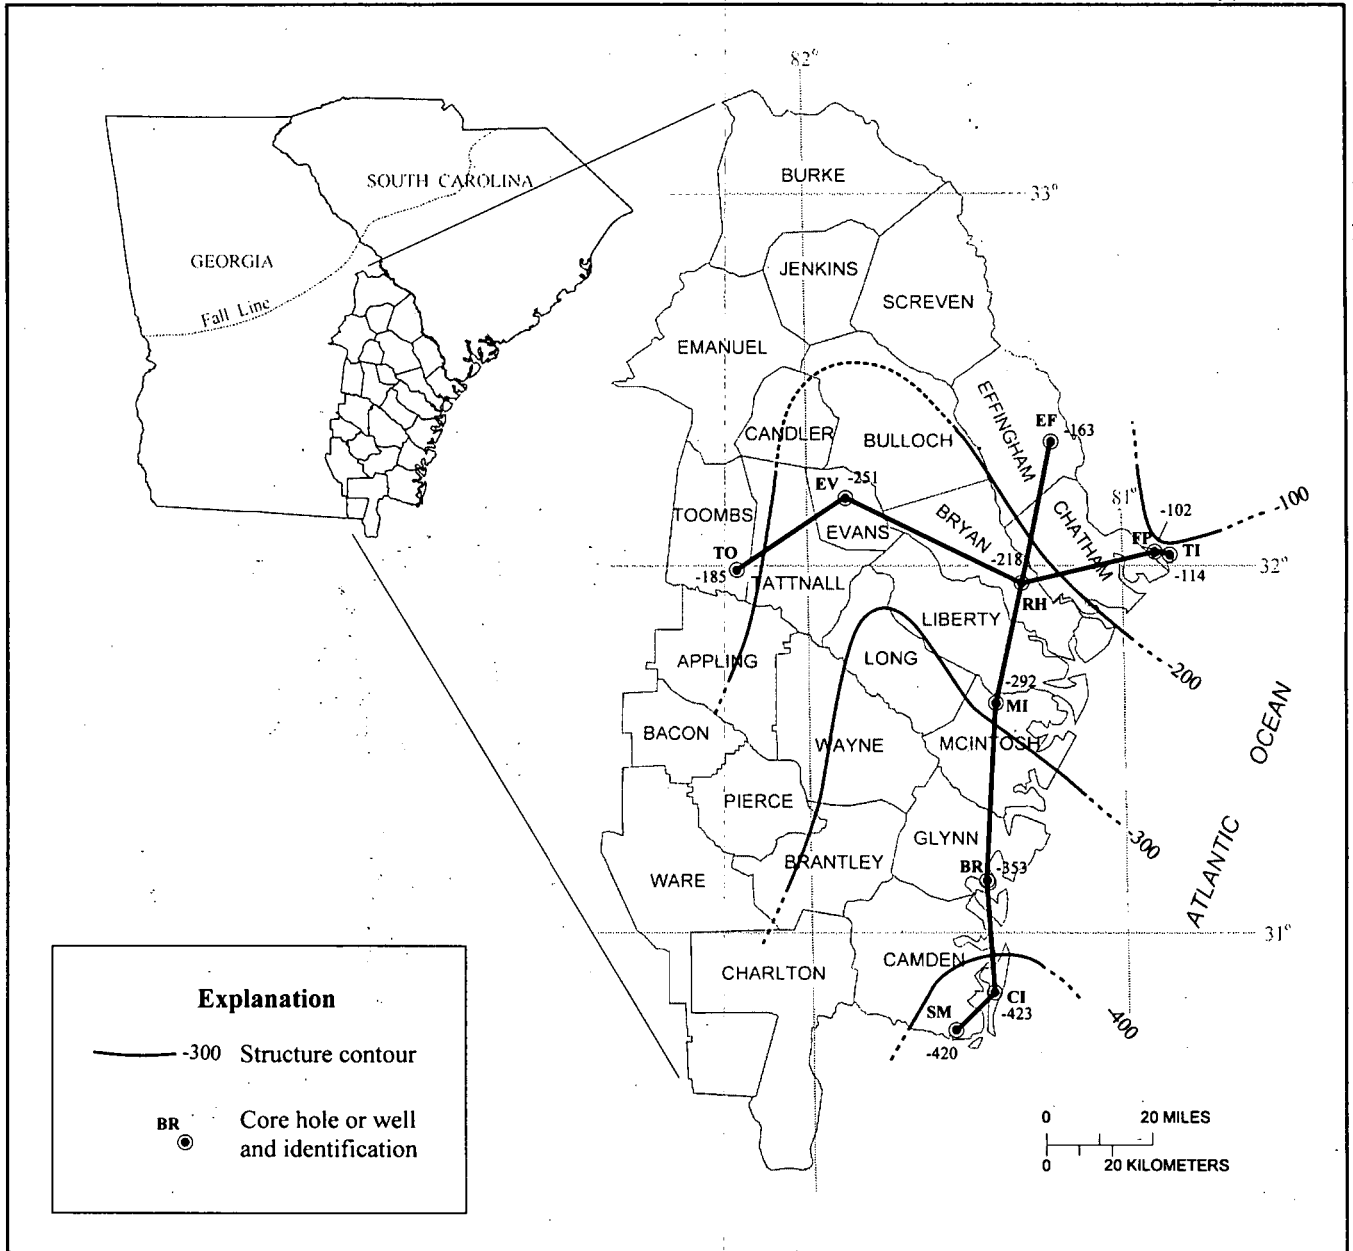 82°
SOUTH CAROLINA
BURKE
33°
GEORGIA
JENKINS
SCREVEN
Fall Line
EMANUEL
EFFINGHAM
EF
-163
CANDLER
BULLOCH
EV
-251
81°
-100
-102
TOOMBS
EVANS
BRYAN
CHATHAM
FP
TI
TO
-218
32°
-185
TATTNALL
-114
RH
LIBERTY
APPLING
LONG
-200
-292
MI
BACON
WAYNE
MCINTOSH
ATLANTIC OCEAN
PIERCE
GLYNN
-300
BRANTLEY
BR
-353
WARE
31°
CAMDEN
CHARLTON
CI
-423
SM
-400
-420
Explanation
-300 Structure contour
BR Core hole or well
and identification
0 20 MILES
0 20 KILOMETERS